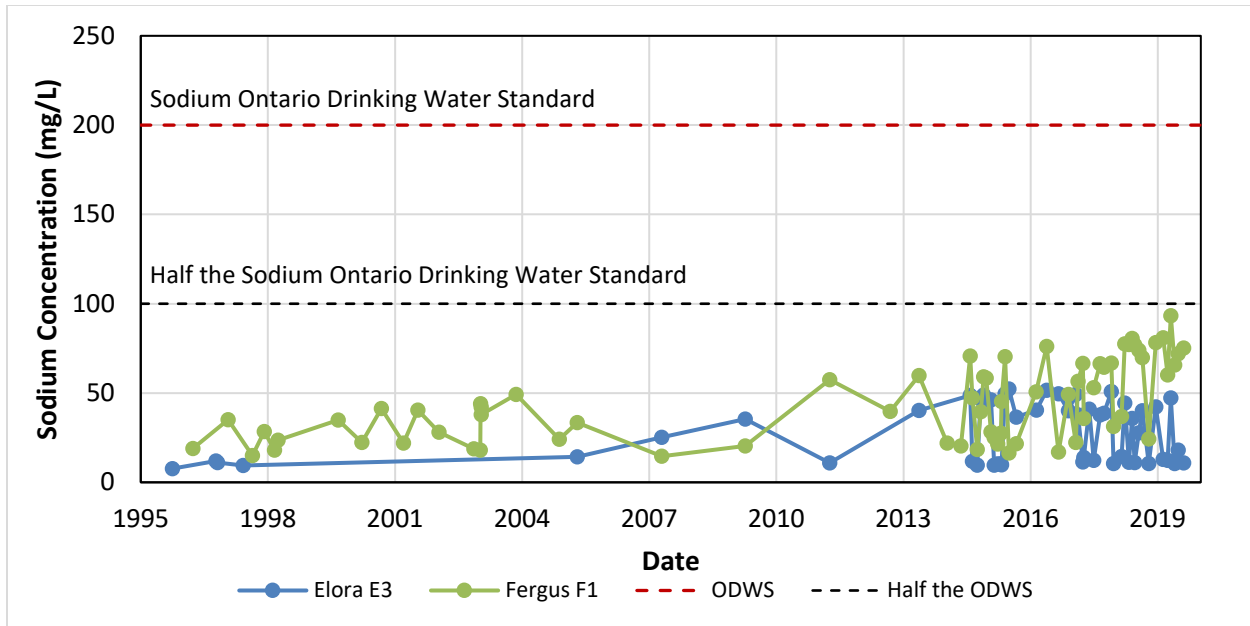 250
Sodium Ontario Drinking Water Standard
200
150
Half the Sodium Ontario Drinking Water Standard
100
50
0
Sodium Concentration (mg/L)
1995 1998 2001 2004 2007 2010 2013 2016 2019
Date
Elora E3 Fergus F1 ODWS Half the ODWS